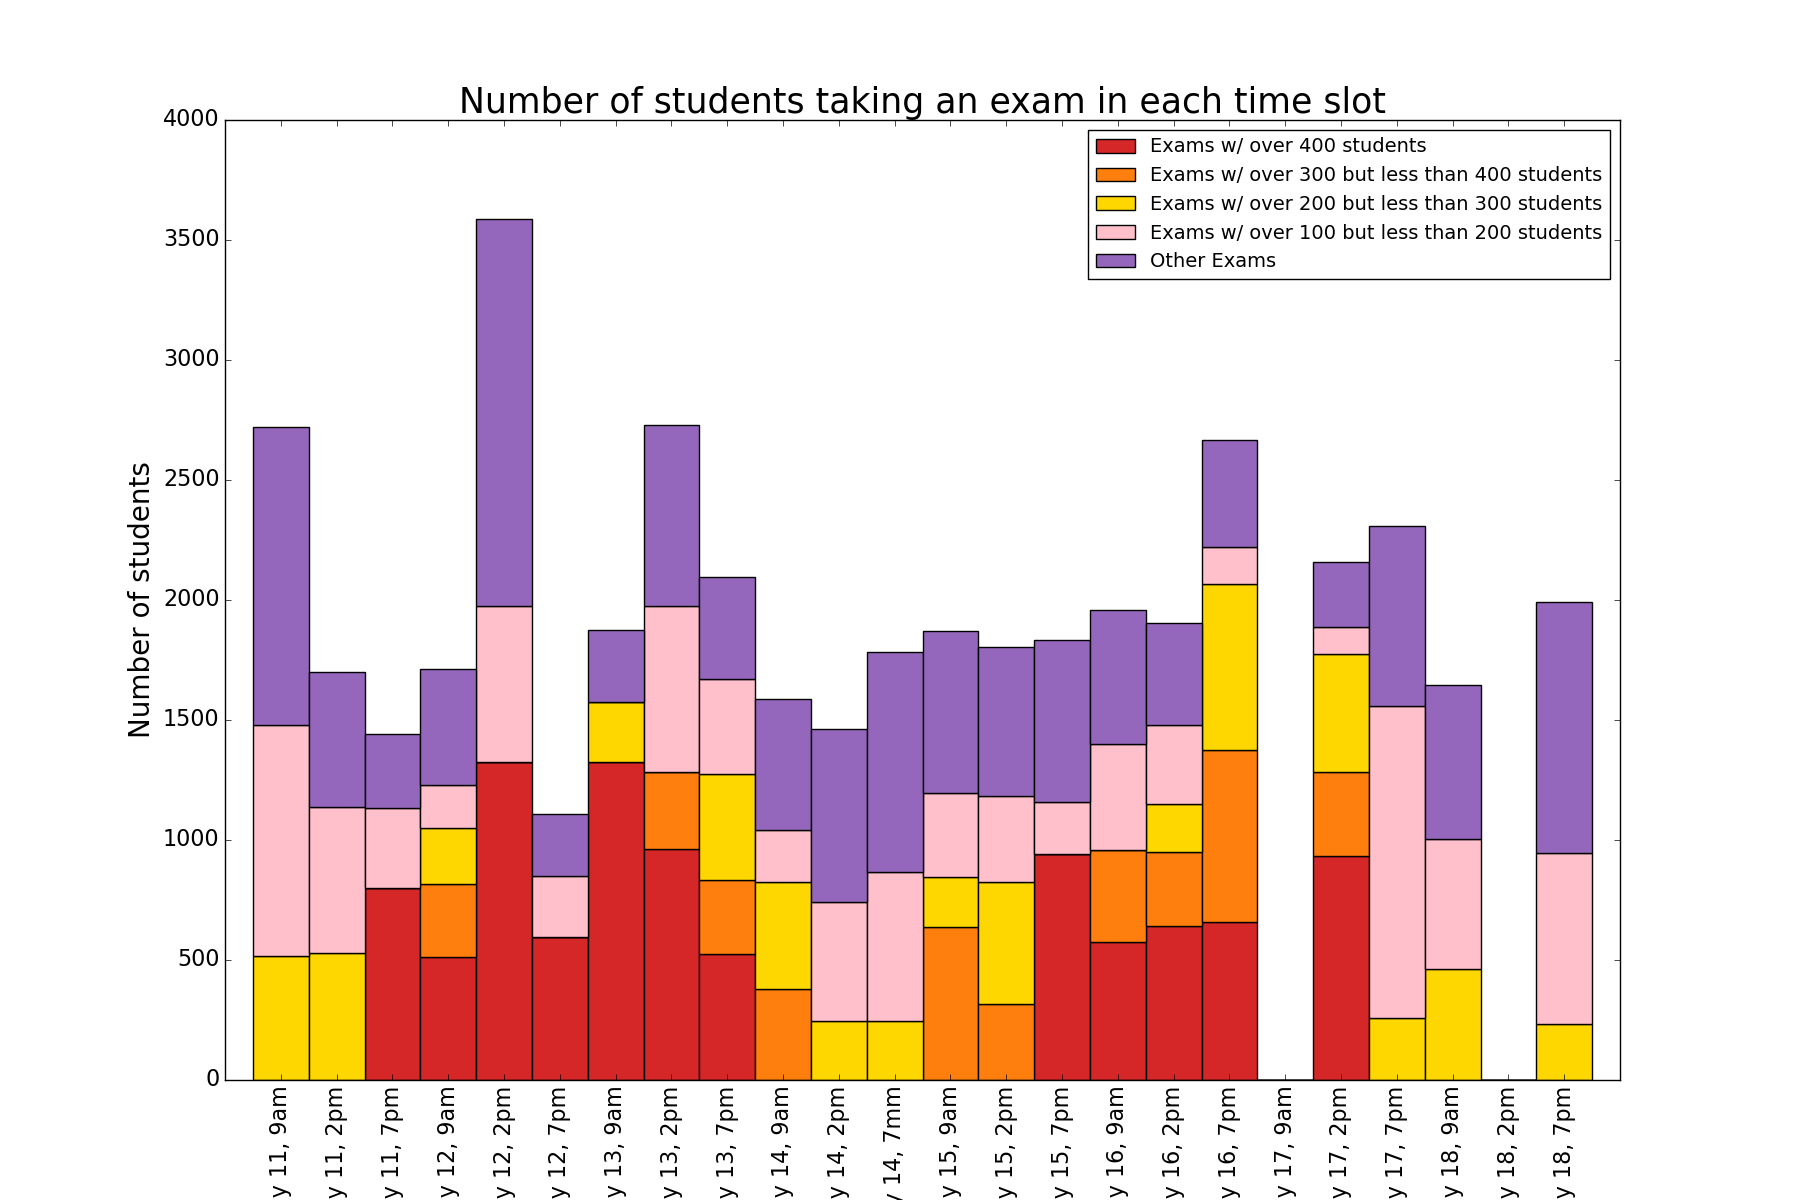 Number of students taking an exam in each time slot
Number of students
4000
3500
3000
2500
2000
1500
1000
500
0
Exams w/ over 400 students
Exams w/ over 300 but less than 400 students
Exams w/ over 200 but less than 300 students
Exams w/ over 100 but less than 200 students
Other Exams
y 11, 9am
y 11, 2pm
y 11, 7pm
y 12, 9am
y 12, 2pm
y 12, 7pm
y 13, 9am
y 13, 2pm
y 13, 7pm
y 14, 9am
y 14, 2pm
y 14, 7mm
y 15, 9am
y 15, 2pm
y 15, 7pm
y 16, 9am
y 16, 2pm
y 16, 7pm
y 17, 9am
y 17, 2pm
y 17, 7pm
y 18, 9am
y 18, 2pm
y 18, 7pm